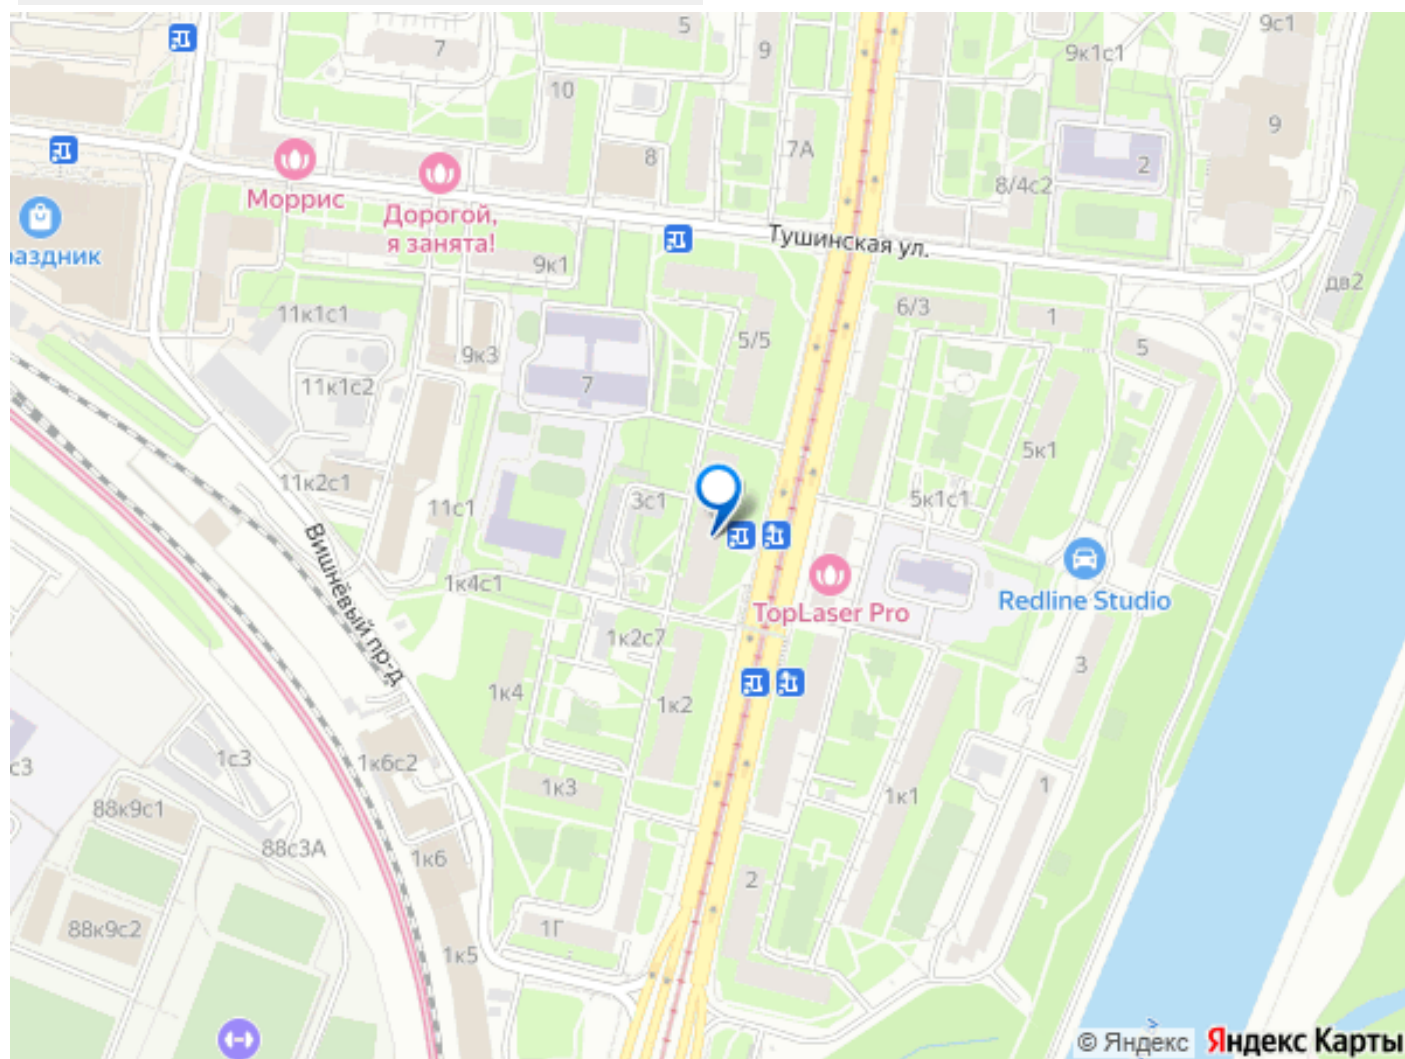 5
9с1
7
9
9к1с1
10
9
7А
8
2
8/4с2
Моррис
Дорогой,
я занята!
Тушинская ул.
раздник
9к1
дв2
11к1с1
6/3
1
5/5
5
9к3
11к1с2
7
5к1
11к2с1
3с1
5к1с1
11с1
Вишнёвый пр-д
1к4с1
Redline Studio
TopLaser Pro
1к2с7
3
1к4
1к2
1с3
с3
1к6с2
1к3
1к1
1
88к9с1
88с3А
1к6
2
88к9с2
1Г
1к5
© Яндекс Яндекс Карты